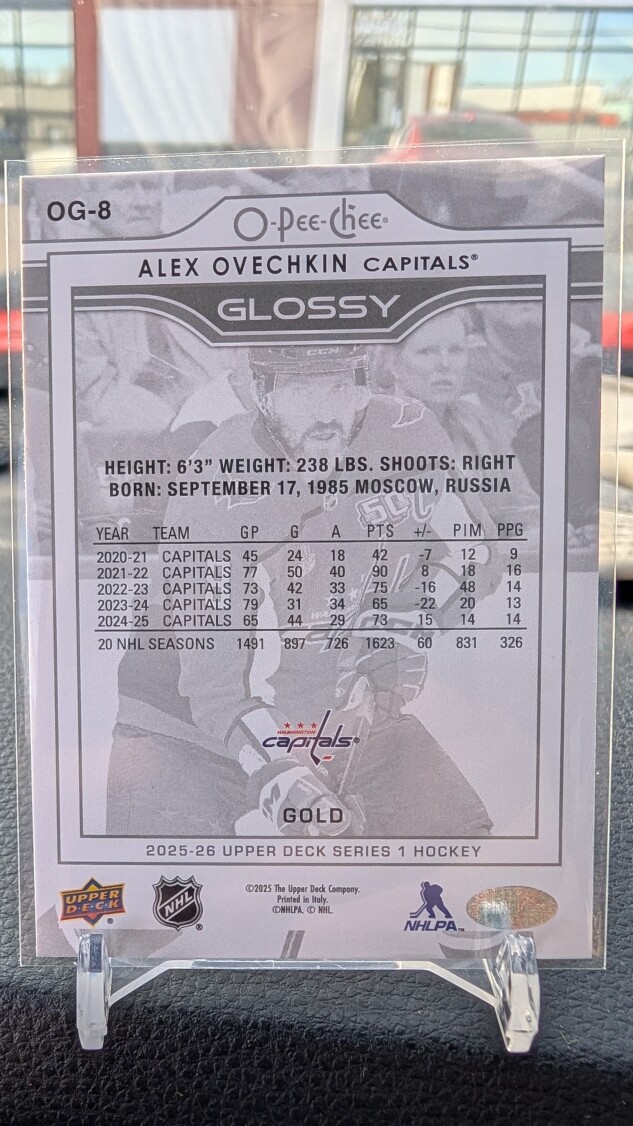 OG-8
O-Pee-Chee®
ALEX OVECHKIN CAPITALS®
GLOSSY
CCM
HEIGHT: 6'3" WEIGHT: 238 LBS. SHOOTS: RIGHT
BORN: SEPTEMBER 17, 1985 MOSCOW, RUSSIA
YEAR TEAM GP G A PTS +/- PIM PPG
2020-21 CAPITALS 45 24 18 42 -7 12 9
2021-22 CAPITALS 77 50 40 90 8 18 16
2022-23 CAPITALS 73 42 33 75 -16 48 14
2023-24 CAPITALS 79 31 34 65 -22 20 13
2024-25 CAPITALS 65 44 29 73 15 14 14
20 NHL SEASONS 1491 897 726 1623 60 831 326
WASHINGTON
capitals®
GOLD
2025-26 UPPER DECK SERIES 1 HOCKEY
UPPER
DECK®
NHL®
©2025 The Upper Deck Company.
Printed in Italy.
©NHLPA. © NHL.
NHLPA™